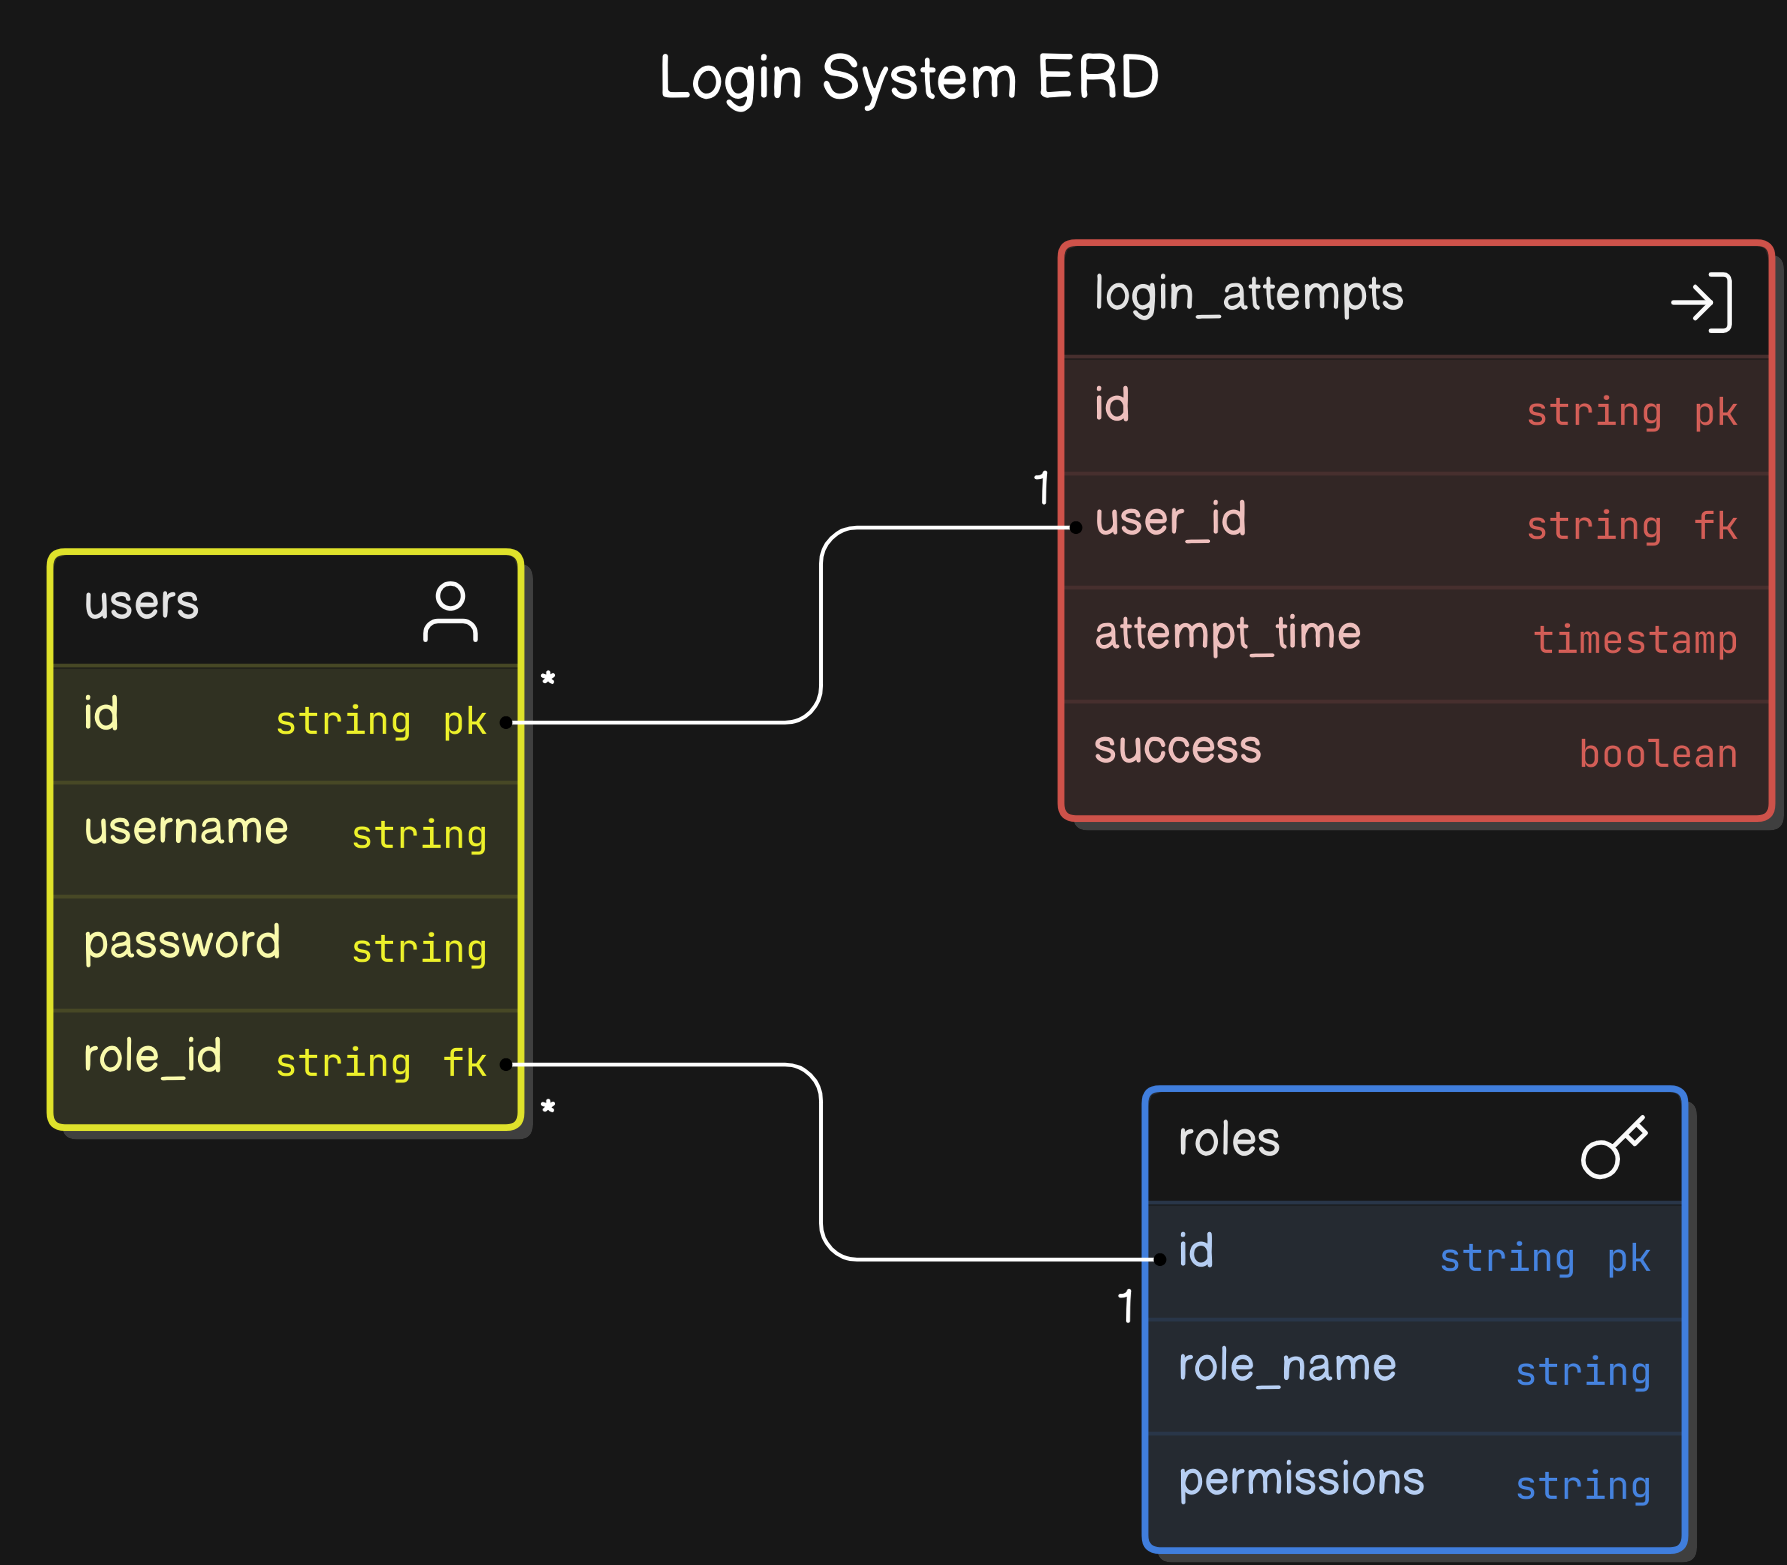 Login System ERD
login_attempts
id string pk
1
user_id string fk
attempt_time timestamp
success boolean
users
*
id string pk
username string
password string
role_id string fk
*
roles
id string pk
1
role_name string
permissions string